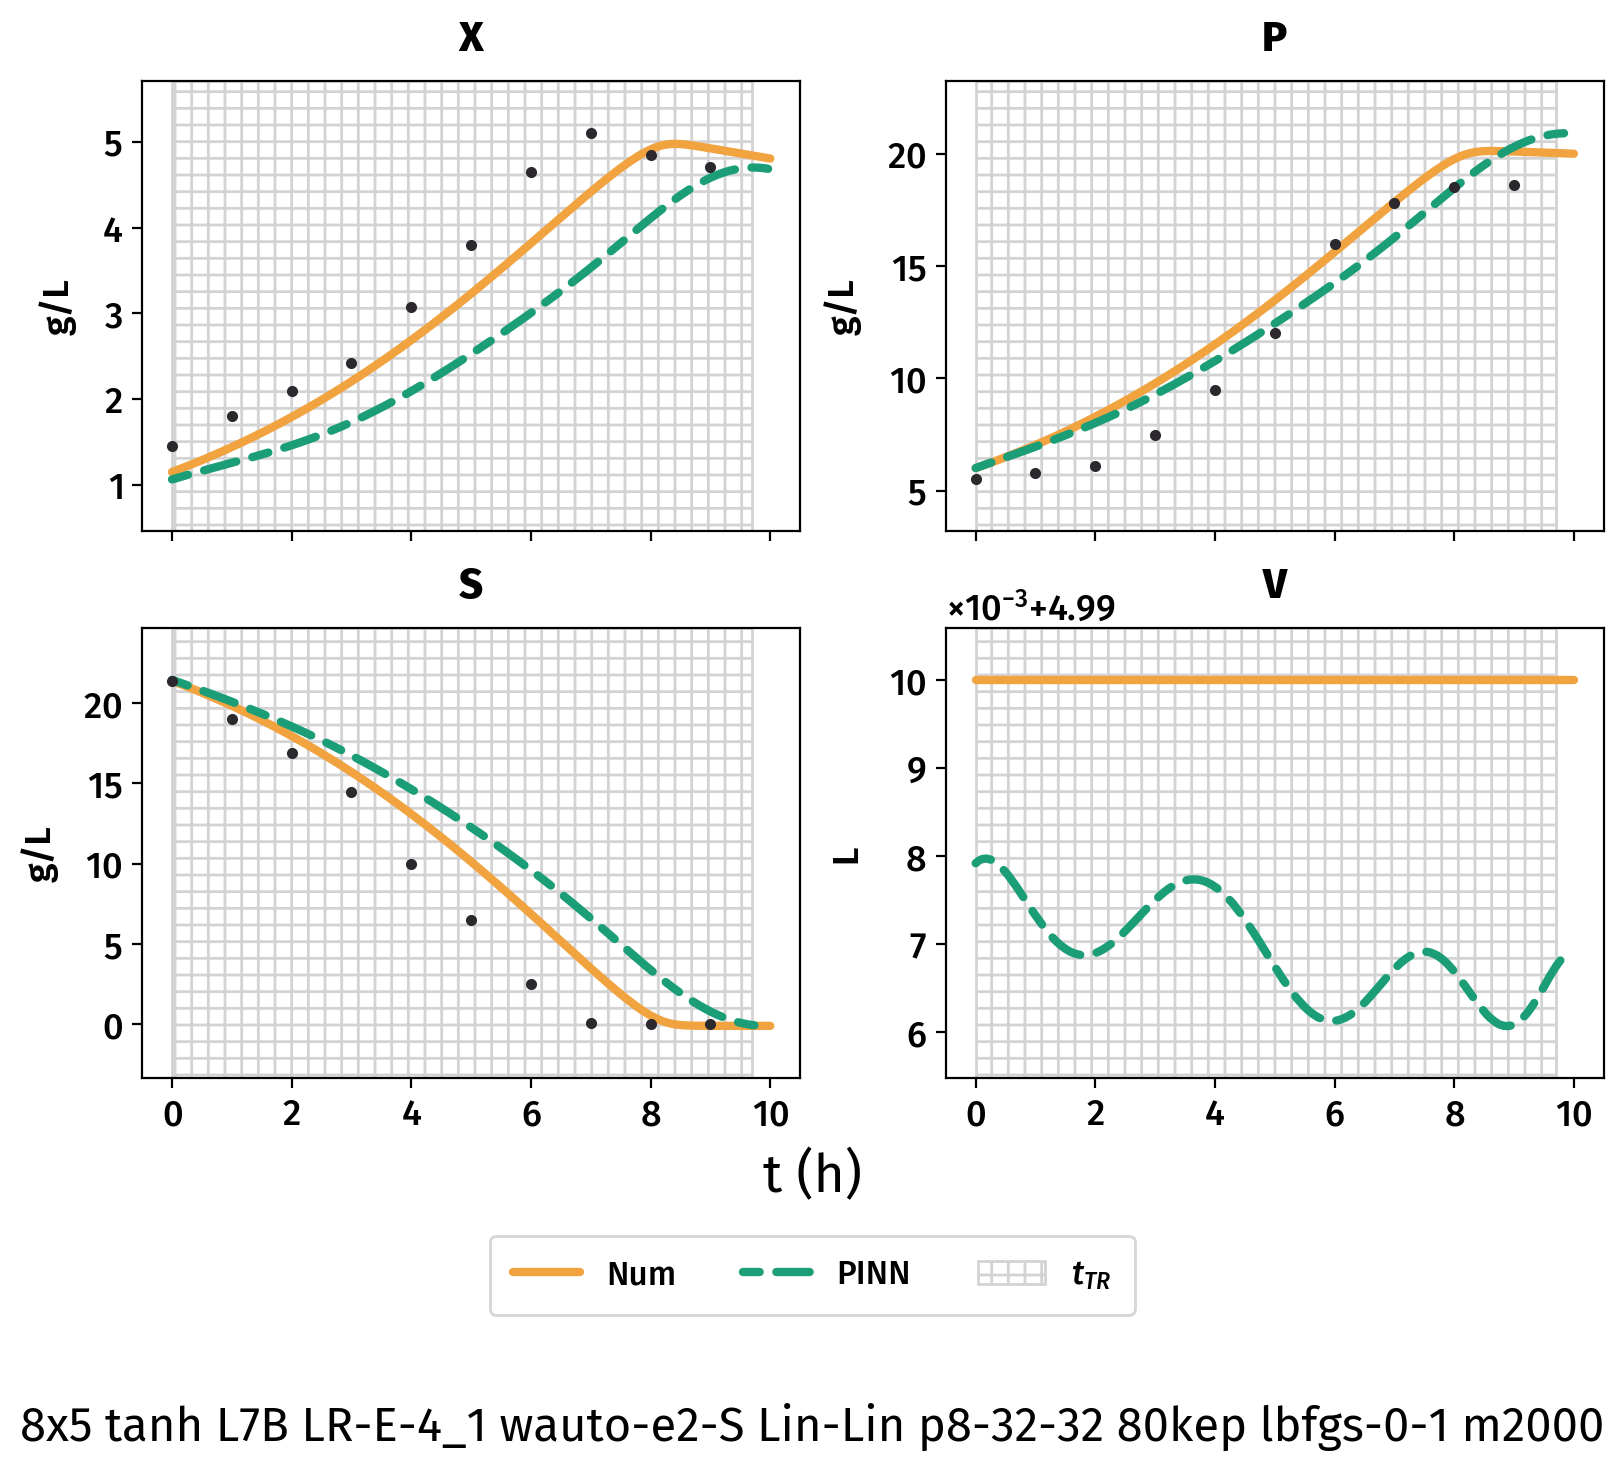 X
P
5
4
3
2
1
g/L
20
15
10
5
g/L
S
V
×10⁻³+4.99
20
15
10
5
0
g/L
10
9
8
7
6
L
0 2 4 6 8 10
0 2 4 6 8 10
t (h)
Num PINN t_TR
8x5 tanh L7B LR-E-4_1 wauto-e2-S Lin-Lin p8-32-32 80kep lbfgs-0-1 m2000